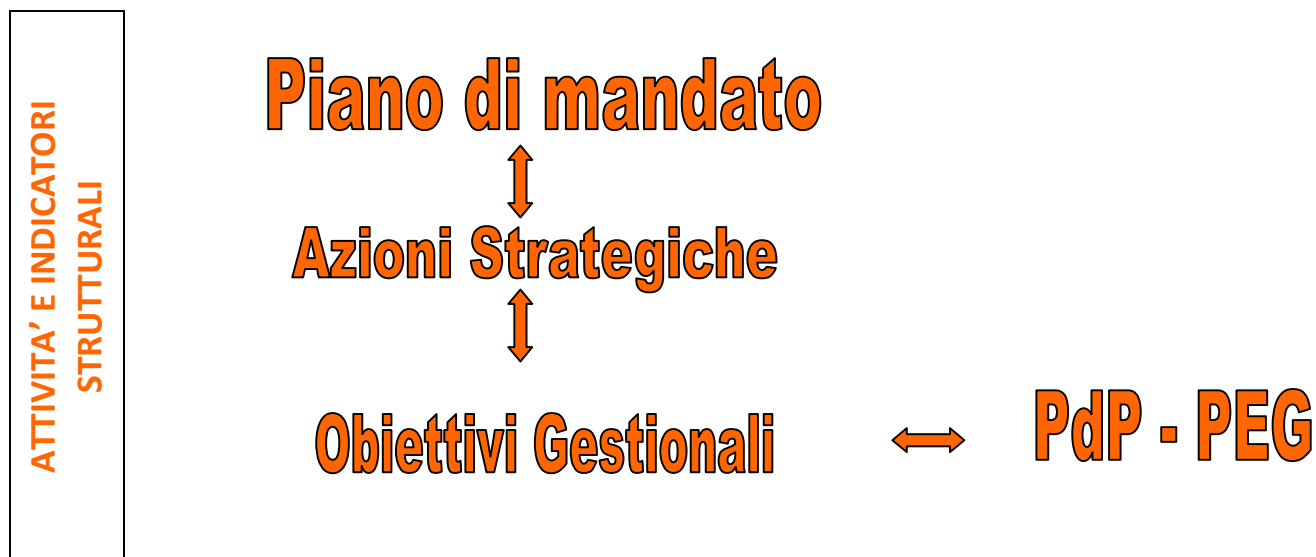 ATTIVITA’ E INDICATORI
STRUTTURALI
Piano di mandato
Azioni Strategiche
Obiettivi Gestionali
PdP - PEG